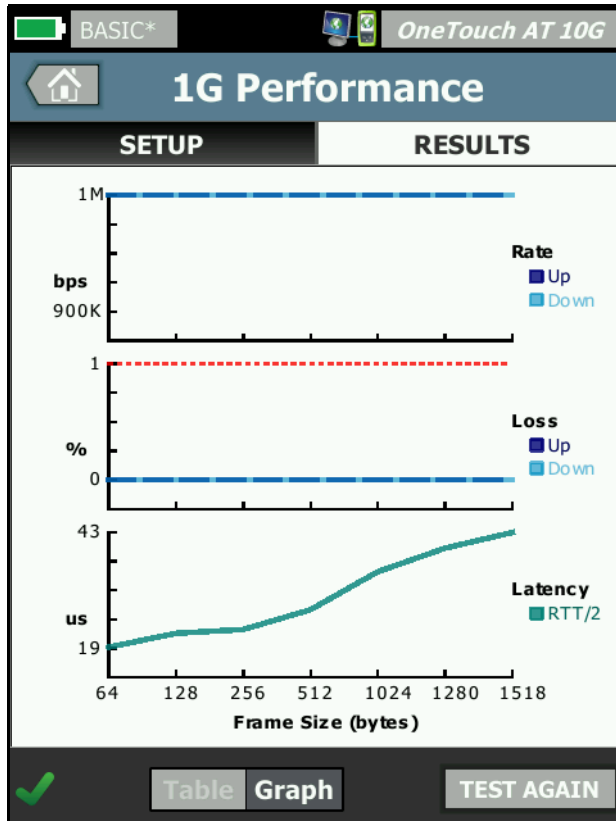 BASIC*
OneTouch AT 10G
1G Performance
SETUP
RESULTS
1M
bps
900K
Rate
Up
Down
1
%
0
Loss
Up
Down
43
us
19
Latency
RTT/2
64 128 256 512 1024 1280 1518
Frame Size (bytes)
Table Graph
TEST AGAIN